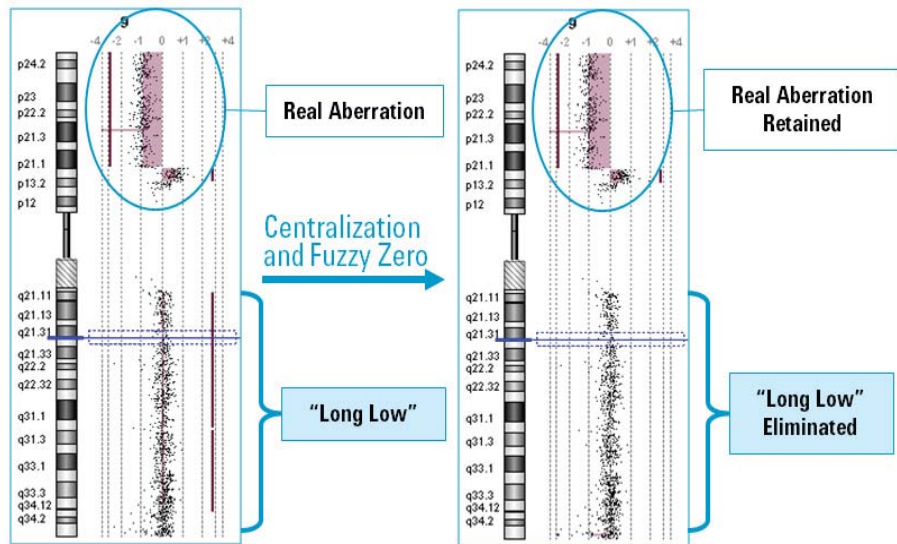 9
-4 -2 -1 0 +1 +4
p24.2
p23
p22.2
p21.3
p21.1
p13.2
p12
q21.11
q21.13
q21.31
q21.33
q22.2
q22.32
q31.1
q31.3
q33.1
q33.3
q34.12
q34.2
Real Aberration
Centralization
and Fuzzy Zero
“Long Low”
9
-4 -2 -1 0 +1 +4
p24.2
p23
p22.2
p21.3
p21.1
p13.2
p12
q21.11
q21.13
q21.31
q21.33
q22.2
q22.32
q31.1
q31.3
q33.1
q33.3
q34.12
q34.2
Real Aberration
Retained
“Long Low”
Eliminated